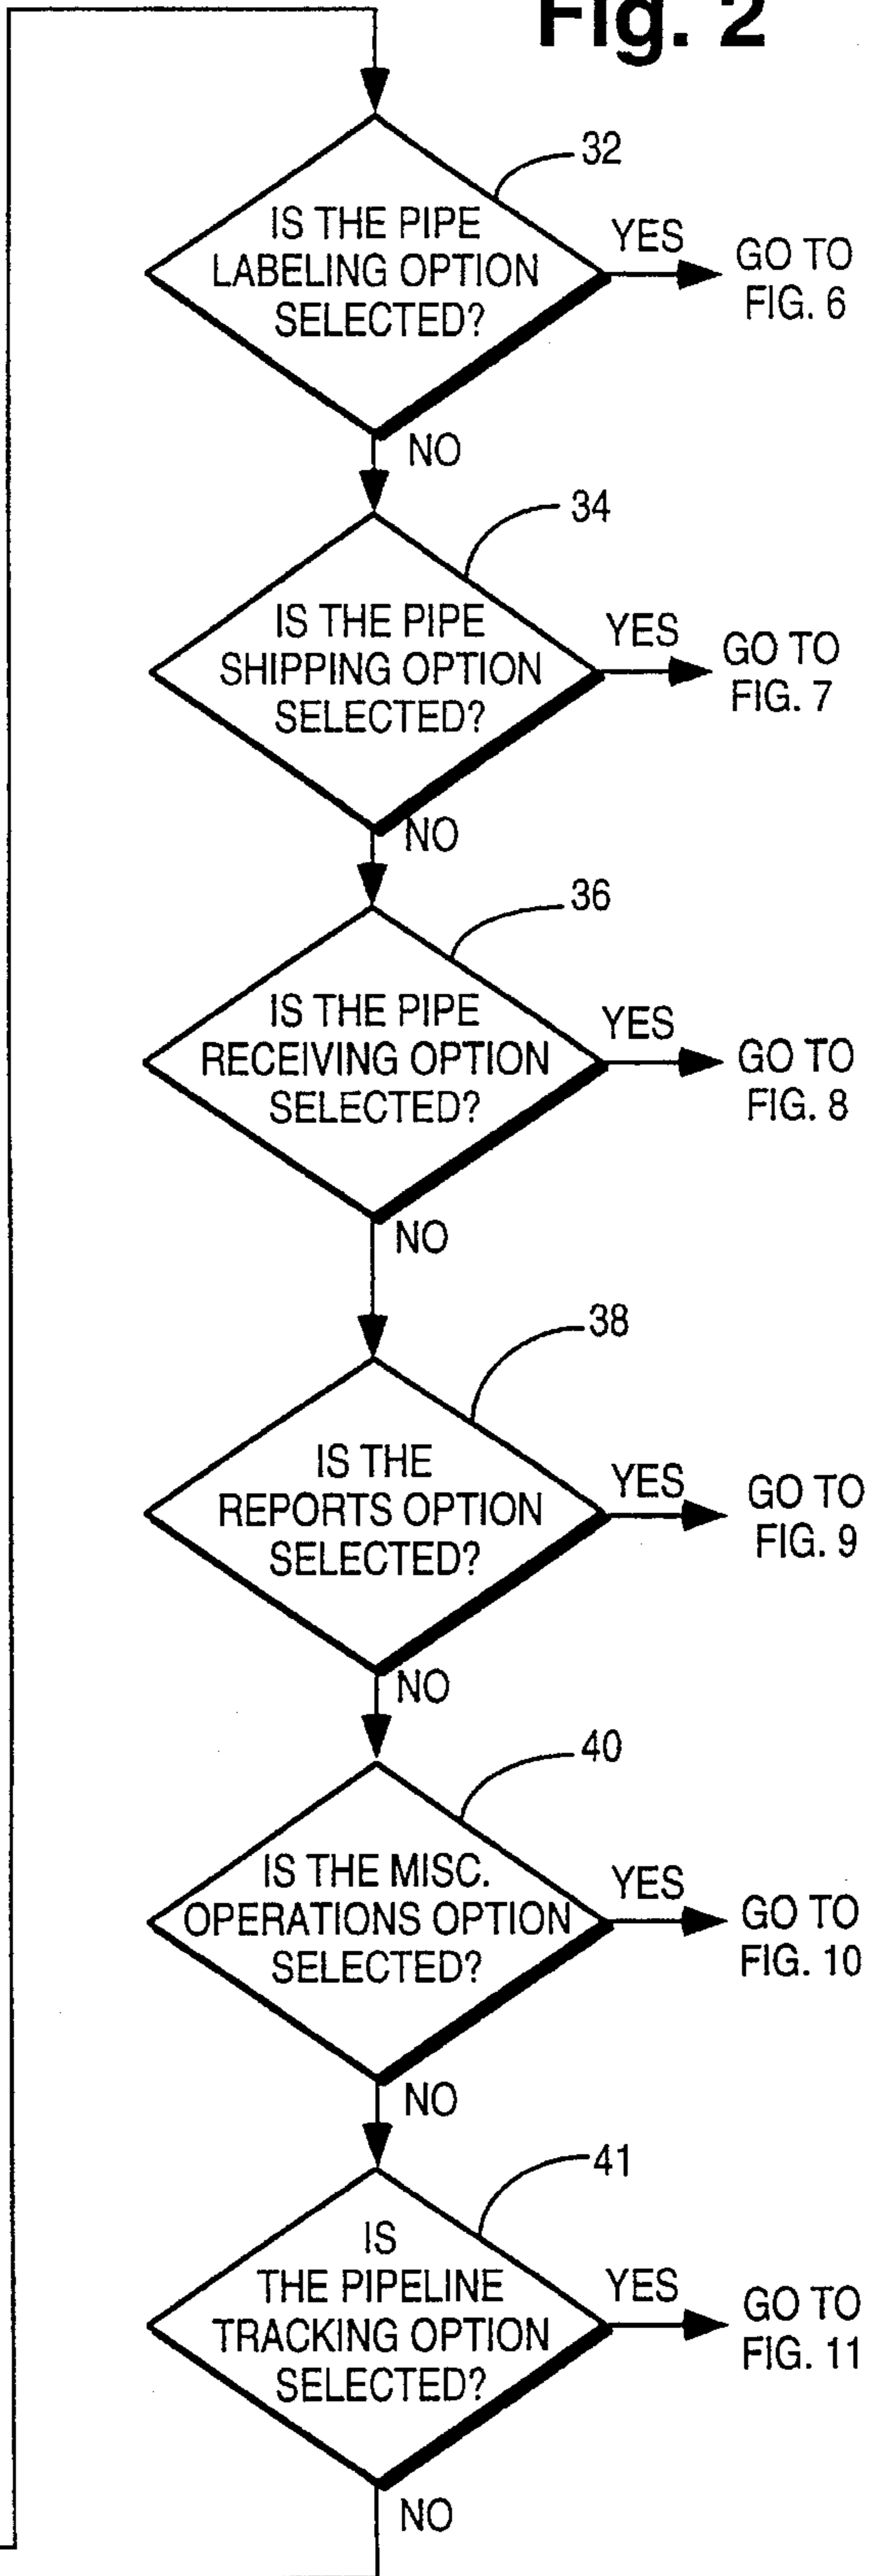 Fig. 2
32
IS THE PIPE
LABELING OPTION
SELECTED?
YES
GO TO
FIG. 6
NO
34
IS THE PIPE
SHIPPING OPTION
SELECTED?
YES
GO TO
FIG. 7
NO
36
IS THE PIPE
RECEIVING OPTION
SELECTED?
YES
GO TO
FIG. 8
NO
38
IS THE
REPORTS OPTION
SELECTED?
YES
GO TO
FIG. 9
NO
40
IS THE MISC.
OPERATIONS OPTION
SELECTED?
YES
GO TO
FIG. 10
NO
41
IS
THE PIPELINE
TRACKING OPTION
SELECTED?
YES
GO TO
FIG. 11
NO